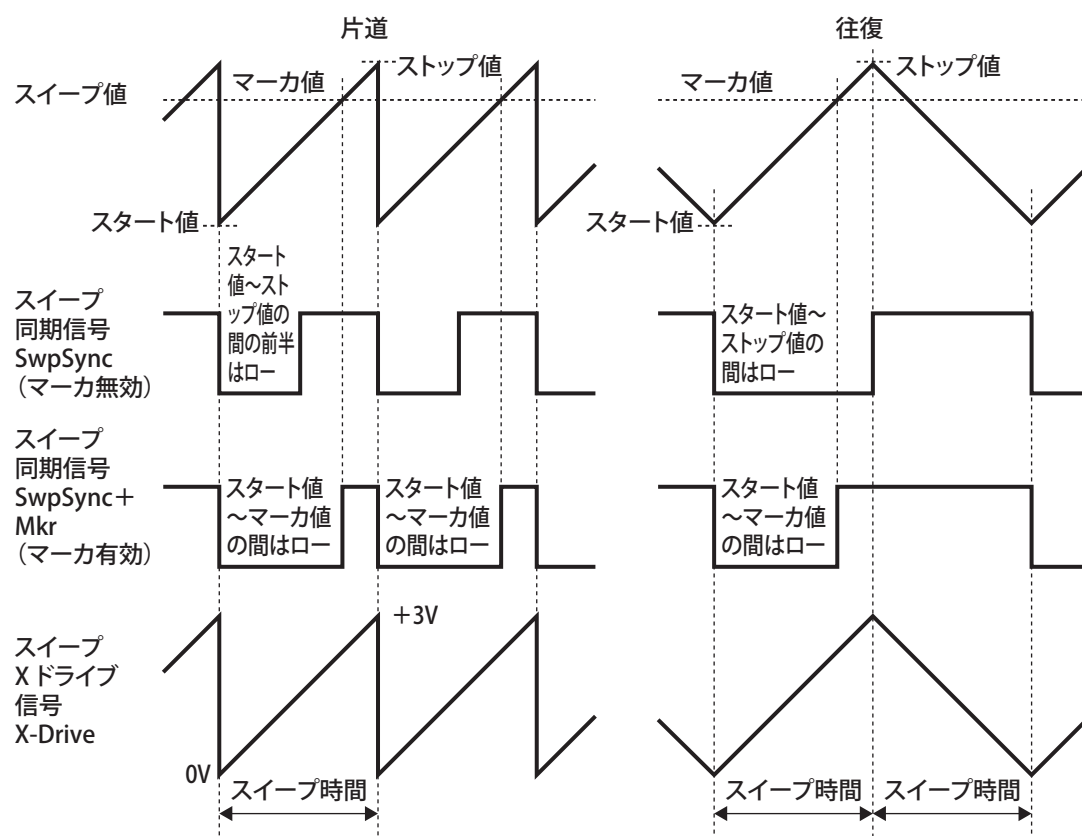 片道
往復
スイープ値
マーカ値
ストップ値
マーカ値
ストップ値
スタート値
スタート値
スイープ
同期信号
SwpSync
（マーカ無効）
スタート
値～スト
ップ値の
間の前半
はロー
スタート値～
ストップ値の
間はロー
スイープ
同期信号
SwpSync＋
Mkr
（マーカ有効）
スタート値
～マーカ値
の間はロー
スタート値
～マーカ値
の間はロー
スタート値
～マーカ値
の間はロー
スイープ
X ドライブ
信号
X-Drive
＋3V
0V
スイープ時間
スイープ時間
スイープ時間